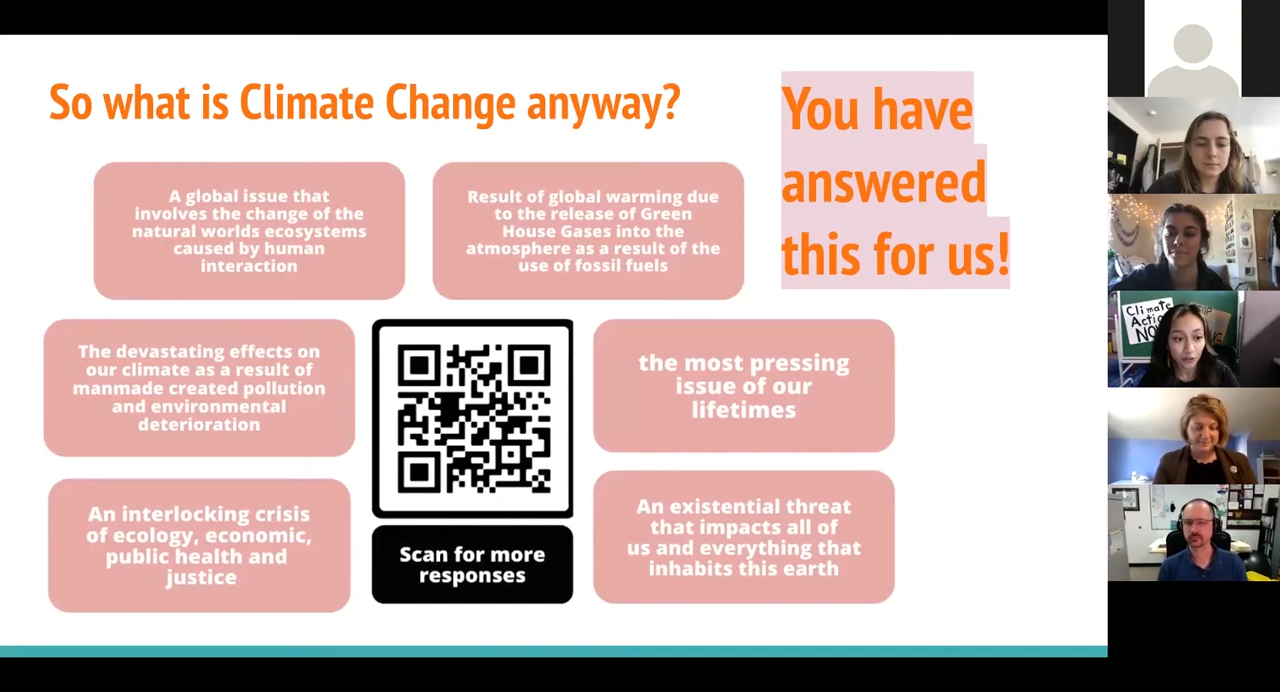 So what is Climate Change anyway?
You have
answered
this for us!
A global issue that
involves the change of the
natural worlds ecosystems
caused by human
interaction
Result of global warming due
to the release of Green
House Gases into the
atmosphere as a result of the
use of fossil fuels
The devastating effects on
our climate as a result of
manmade created pollution
and environmental
deterioration
the most pressing
issue of our
lifetimes
An interlocking crisis
of ecology, economic,
public health and
justice
Scan for more
responses
An existential threat
that impacts all of
us and everything that
inhabits this earth
Climate
Action
NOW